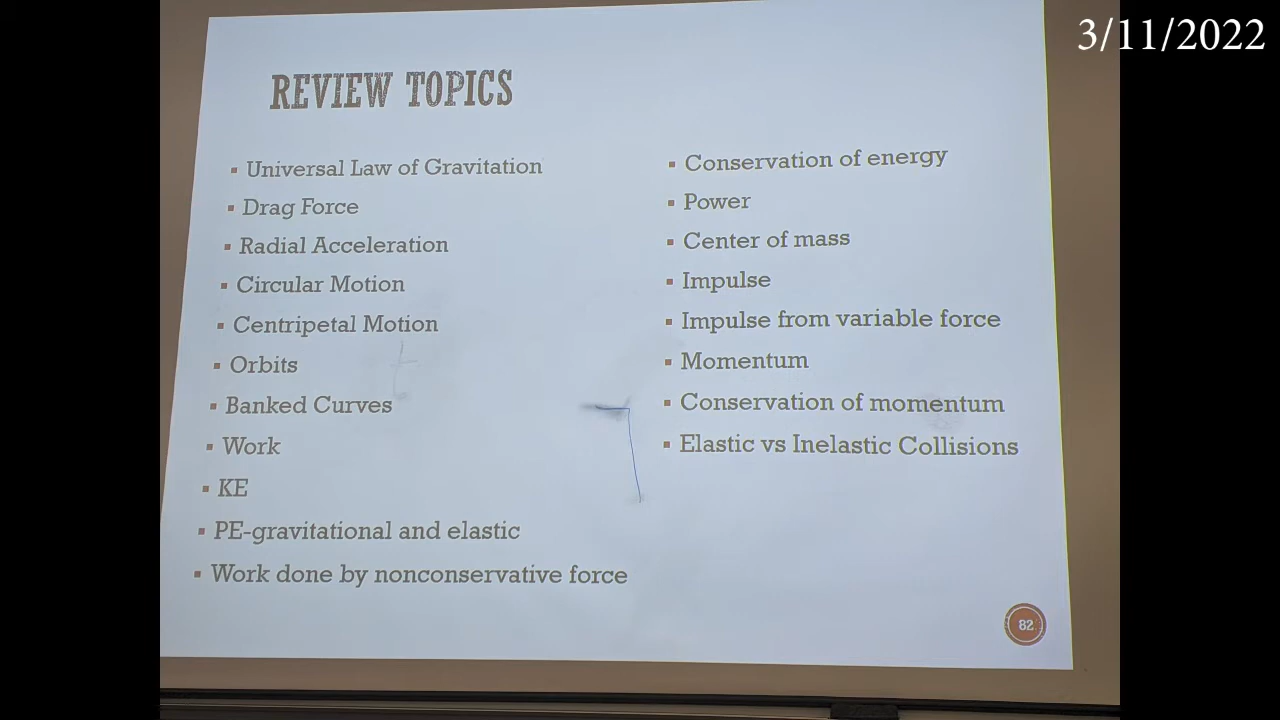 3/11/2022
REVIEW TOPICS
▪ Universal Law of Gravitation
▪ Drag Force
▪ Radial Acceleration
▪ Circular Motion
▪ Centripetal Motion
▪ Orbits
▪ Banked Curves
▪ Work
▪ KE
▪ PE-gravitational and elastic
▪ Work done by nonconservative force
▪ Conservation of energy
▪ Power
▪ Center of mass
▪ Impulse
▪ Impulse from variable force
▪ Momentum
▪ Conservation of momentum
▪ Elastic vs Inelastic Collisions
82